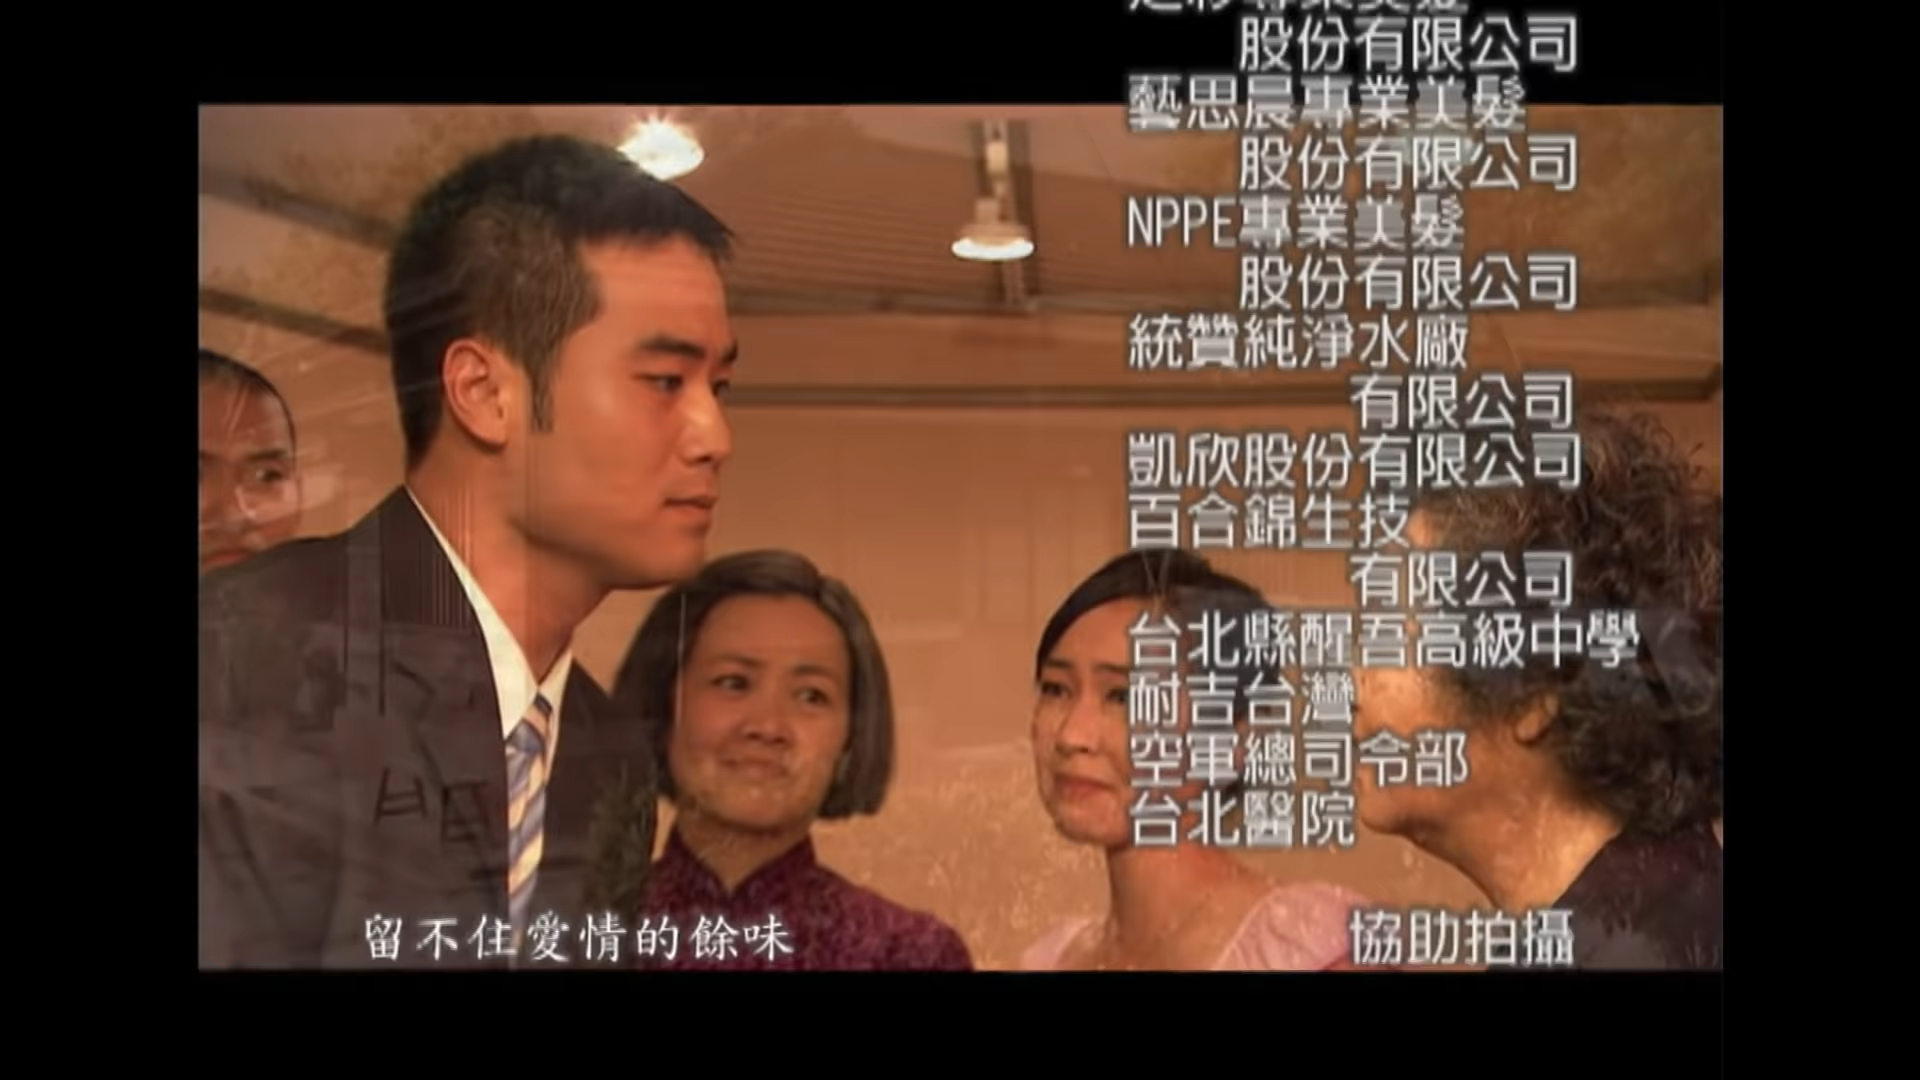 股份有限公司
藝思晨專業美髮
股份有限公司
NPPE專業美髮
股份有限公司
統贊純淨水廠
有限公司
凱欣股份有限公司
百合錦生技
有限公司
台北縣醒吾高級中學
耐吉台灣
空軍總司令部
台北醫院
留不住愛情的餘味
協助拍攝